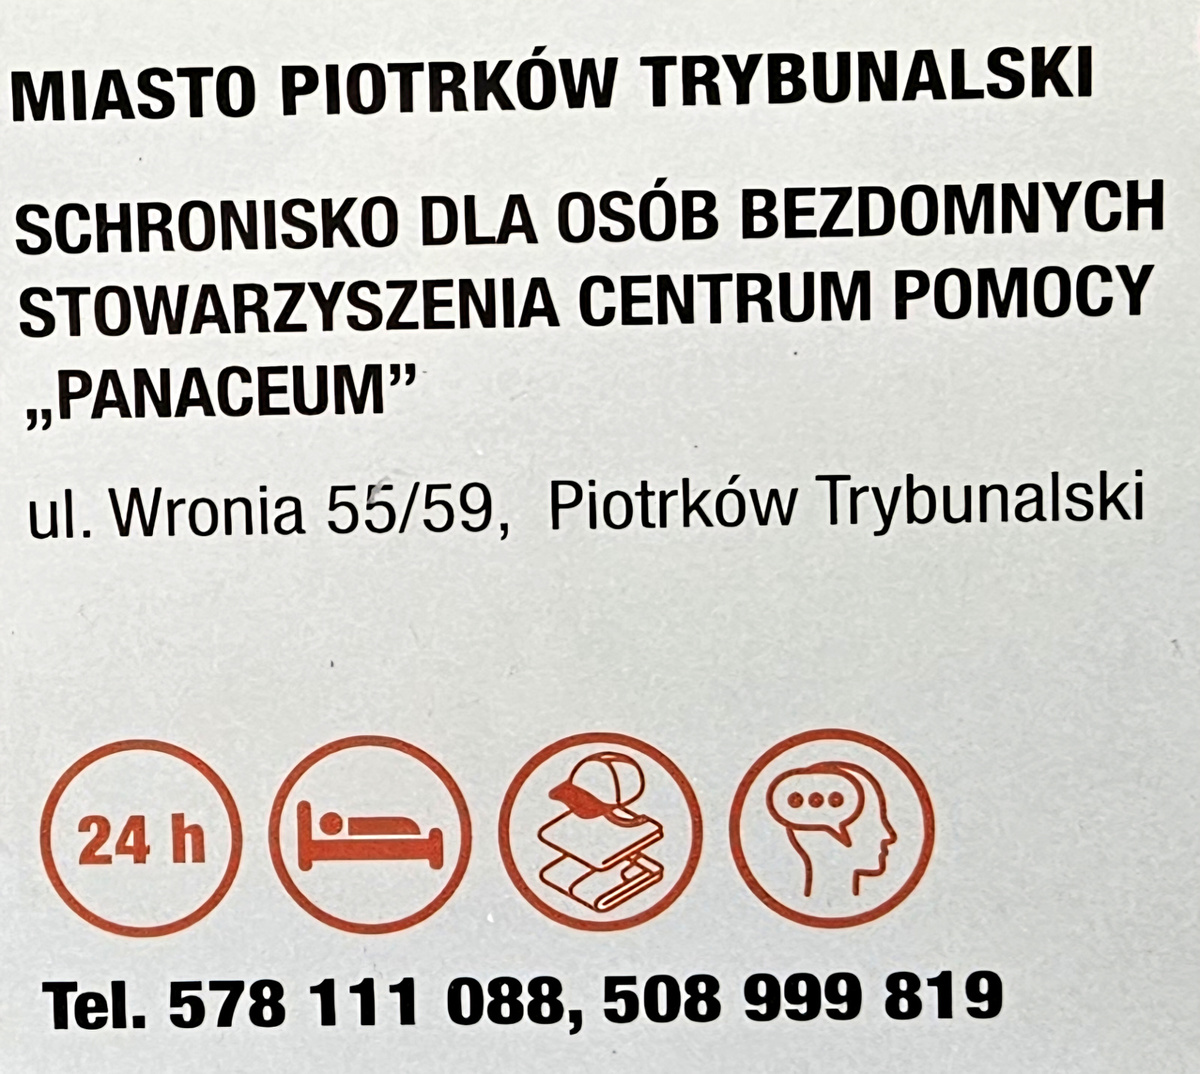 MIASTO PIOTRKÓW TRYBUNALSKI
SCHRONISKO DLA OSÓB BEZDOMNYCH
STOWARZYSZENIA CENTRUM POMOCY
„PANACEUM”
ul. Wronia 55/59, Piotrków Trybunalski
24 h
Tel. 578 111 088, 508 999 819